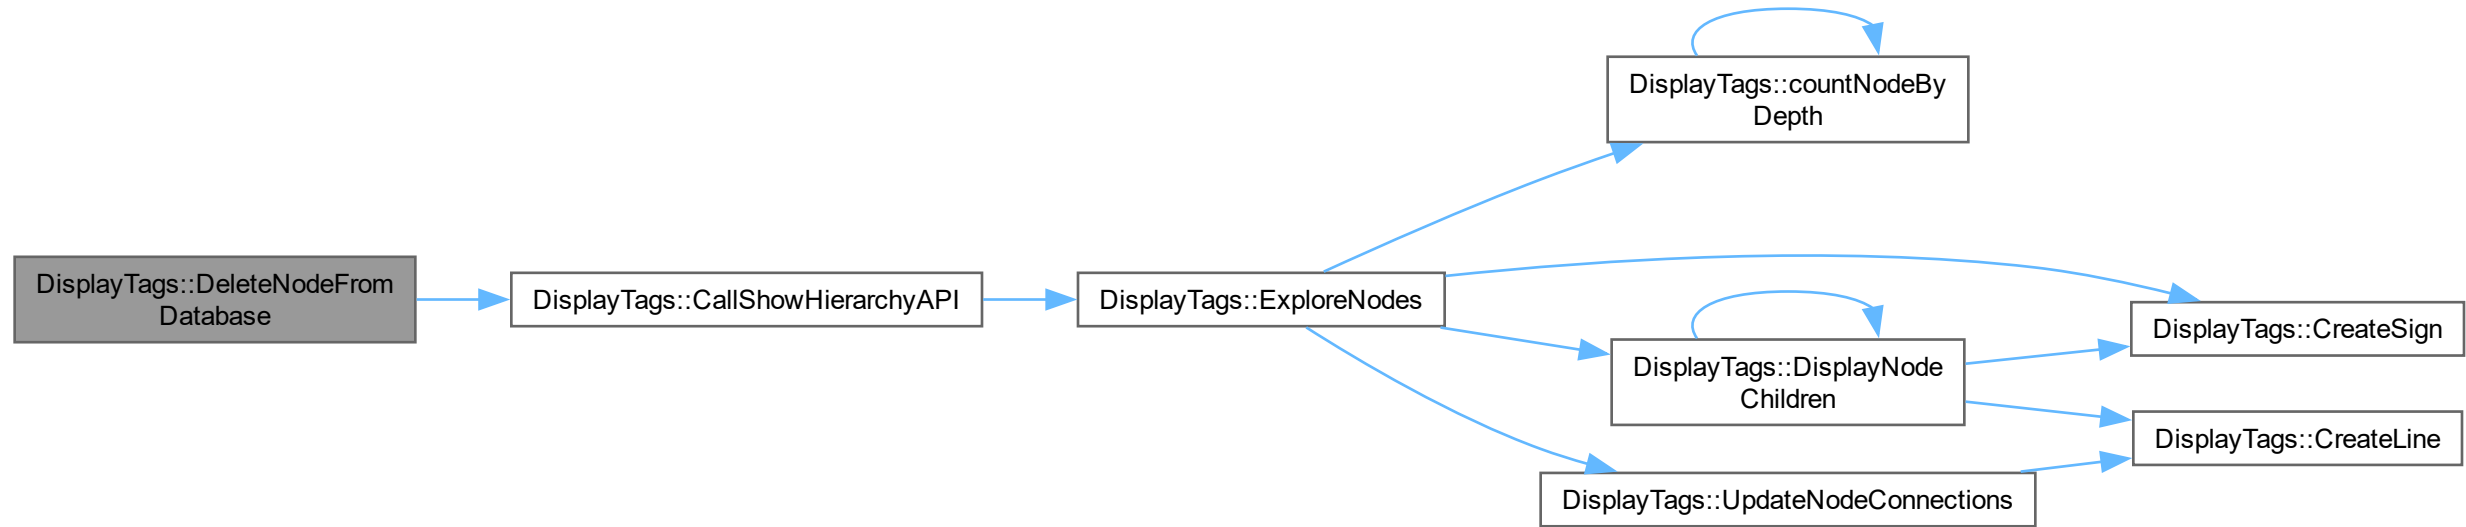 DisplayTags::DeleteNodeFrom
Database
DisplayTags::CallShowHierarchyAPI
DisplayTags::ExploreNodes
DisplayTags::countNodeBy
Depth
DisplayTags::DisplayNode
Children
DisplayTags::UpdateNodeConnections
DisplayTags::CreateSign
DisplayTags::CreateLine